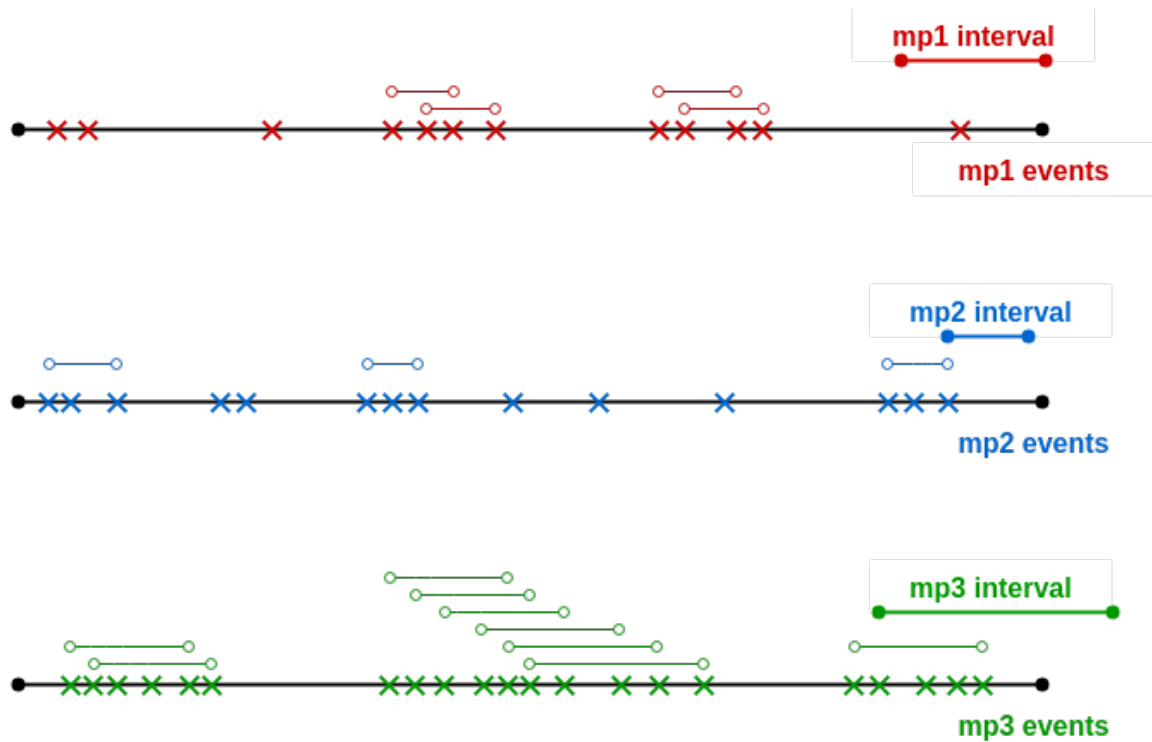 mp1 interval
mp1 events
mp2 interval
mp2 events
mp3 interval
mp3 events